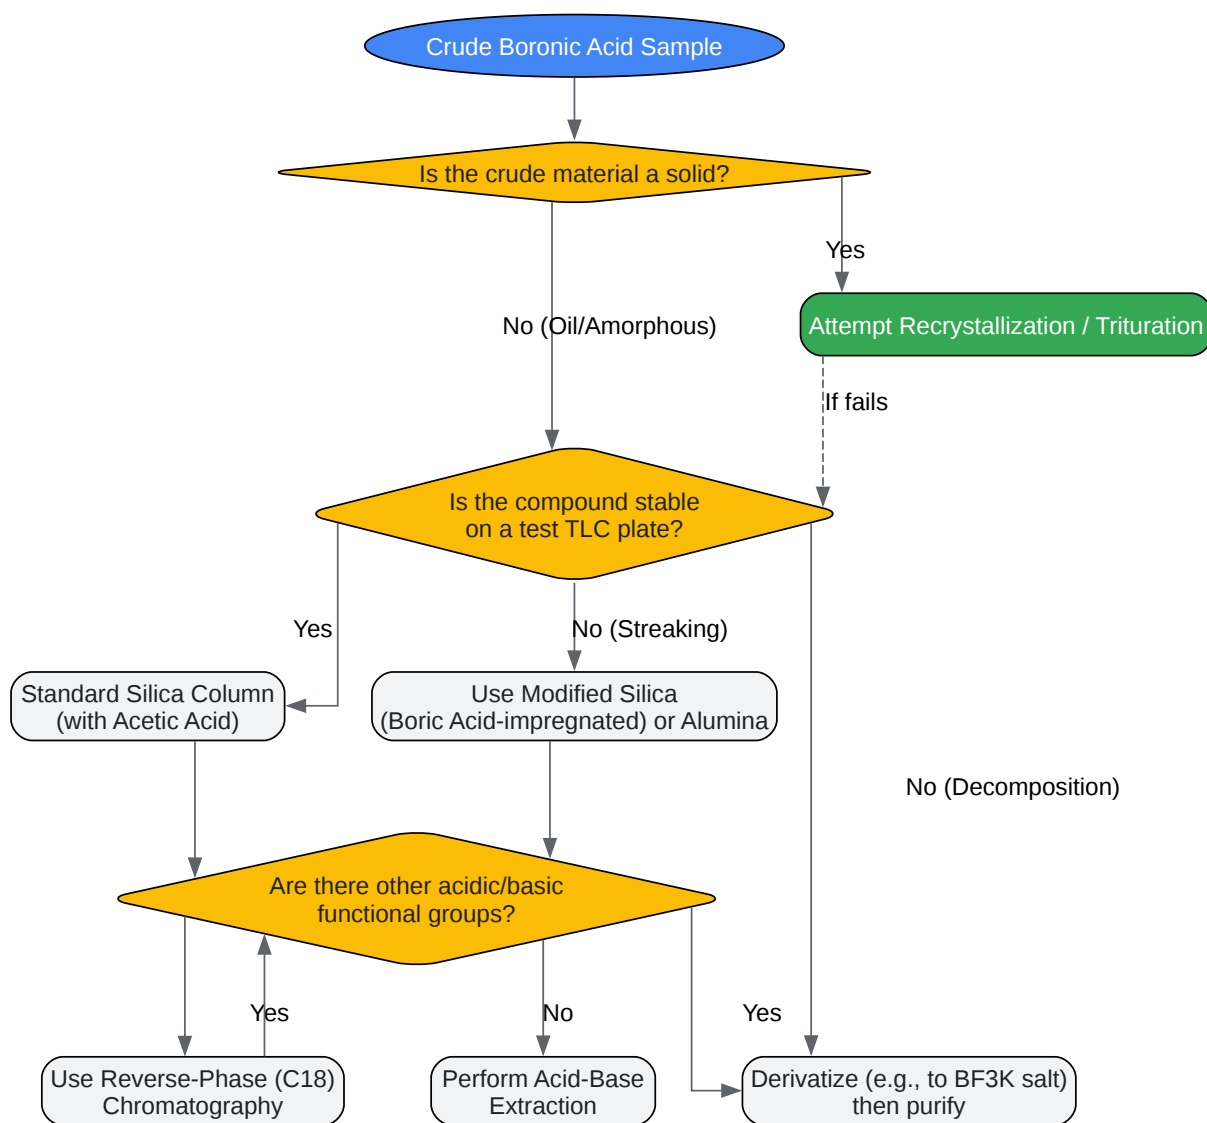 Crude Boronic Acid Sample
Is the crude material a solid?
Yes
No (Oil/Amorphous)
Attempt Recrystallization / Trituration
If fails
Is the compound stable
on a test TLC plate?
Yes
No (Streaking)
Standard Silica Column
(with Acetic Acid)
Use Modified Silica
(Boric Acid-impregnated) or Alumina
No (Decomposition)
Are there other acidic/basic
functional groups?
Yes
No
Yes
Use Reverse-Phase (C18)
Chromatography
Perform Acid-Base
Extraction
Derivatize (e.g., to BF3K salt)
then purify